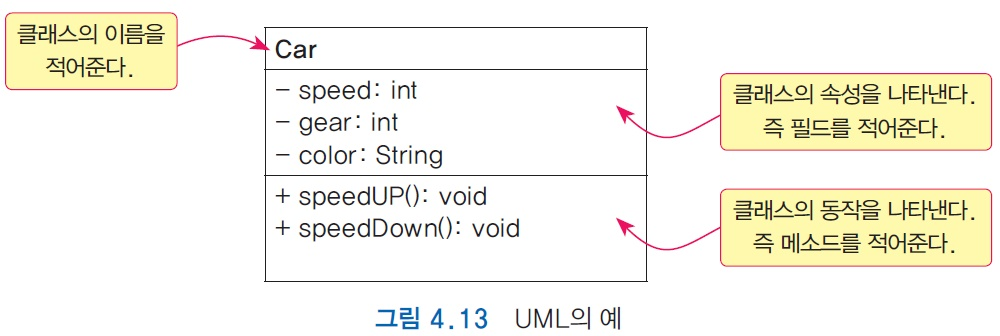 클래스의 이름을
적어준다.
Car
- speed: int
- gear: int
- color: String
클래스의 속성을 나타낸다.
즉 필드를 적어준다.
+ speedUP(): void
+ speedDown(): void
클래스의 동작을 나타낸다.
즉 메소드를 적어준다.
그림 4.13 UML의 예